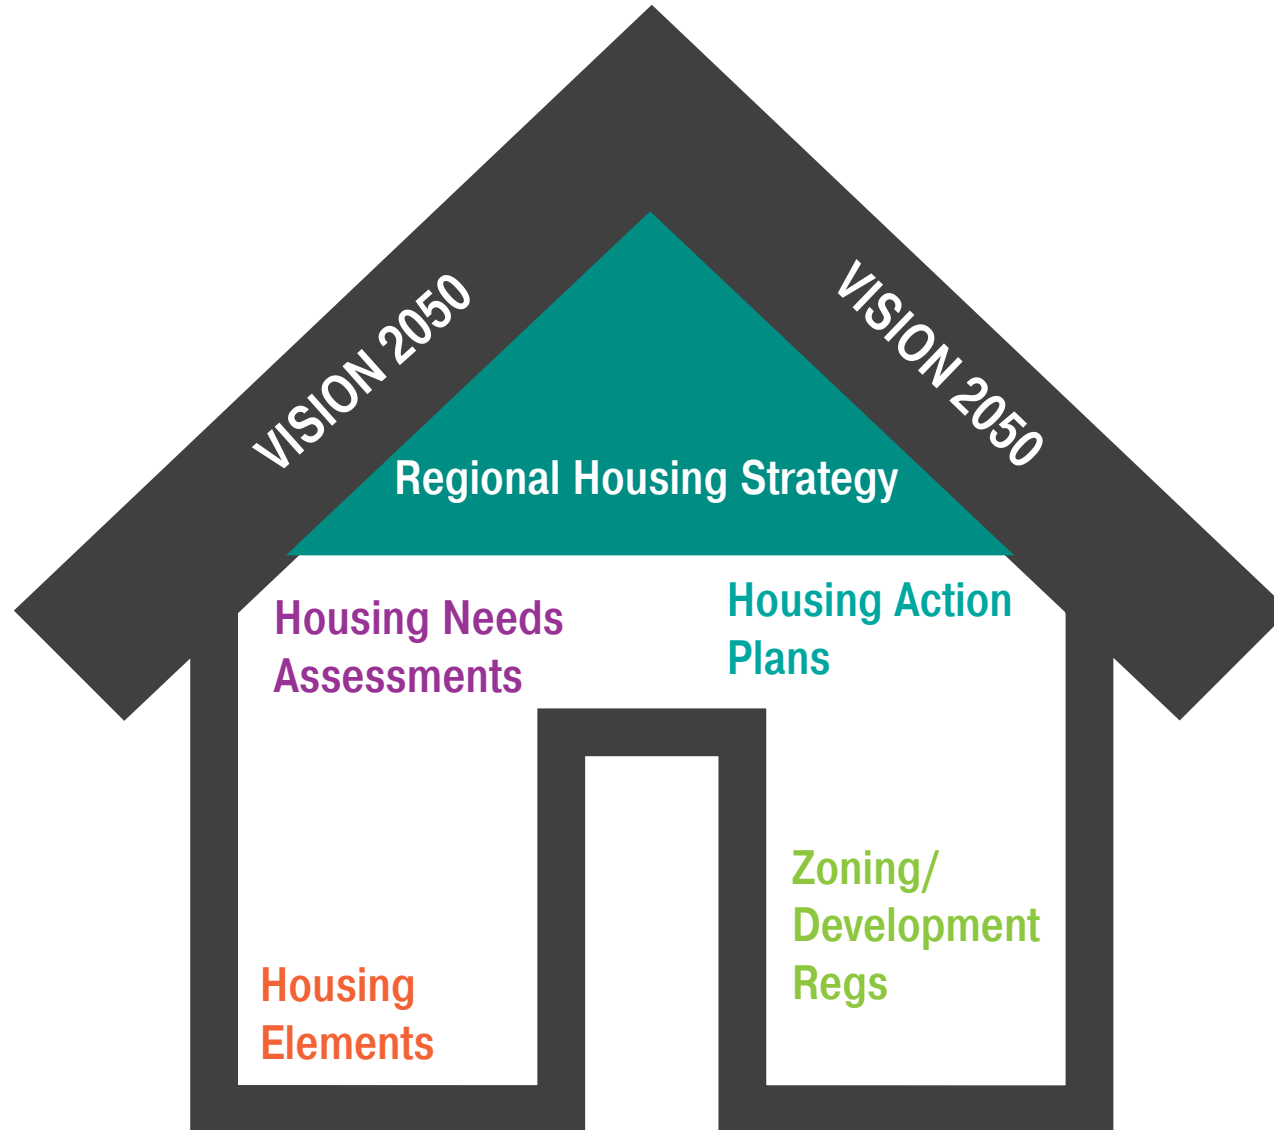 VISION 2050
VISION 2050
Regional Housing Strategy
Housing Needs
Assessments
Housing Action
Plans
Zoning/
Development
Regs
Housing
Elements